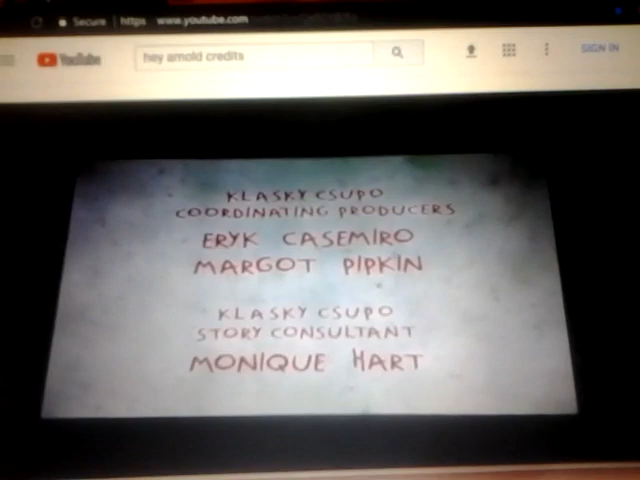 Secure https www.youtube.com
YouTube hey arnold credits SIGN IN
KLASKY CSUPO
COORDINATING PRODUCERS
ERYK CASEMIRO
MARGOT PIPKIN
KLASKY CSUPO
STORY CONSULTANT
MONIQUE HART